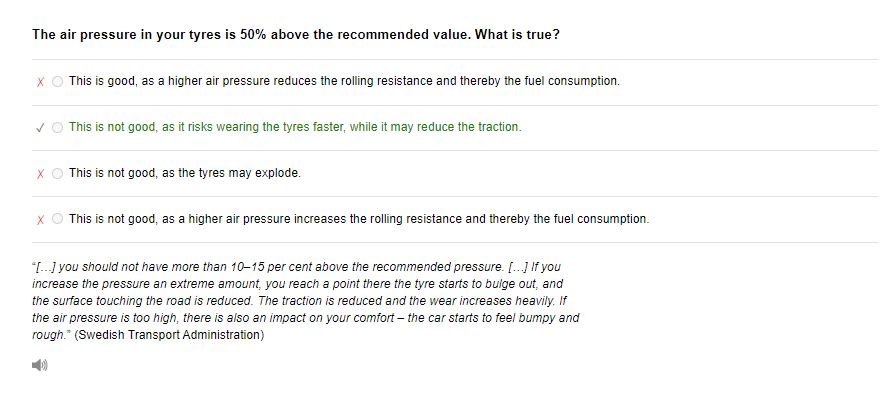 The air pressure in your tyres is 50% above the recommended value. What is true?
This is good, as a higher air pressure reduces the rolling resistance and thereby the fuel consumption.
This is not good, as it risks wearing the tyres faster, while it may reduce the traction.
This is not good, as the tyres may explode.
This is not good, as a higher air pressure increases the rolling resistance and thereby the fuel consumption.
“[…] you should not have more than 10–15 per cent above the recommended pressure. […] If you
increase the pressure an extreme amount, you reach a point there the tyre starts to bulge out, and
the surface touching the road is reduced. The traction is reduced and the wear increases heavily. If
the air pressure is too high, there is also an impact on your comfort – the car starts to feel bumpy and
rough.” (Swedish Transport Administration)